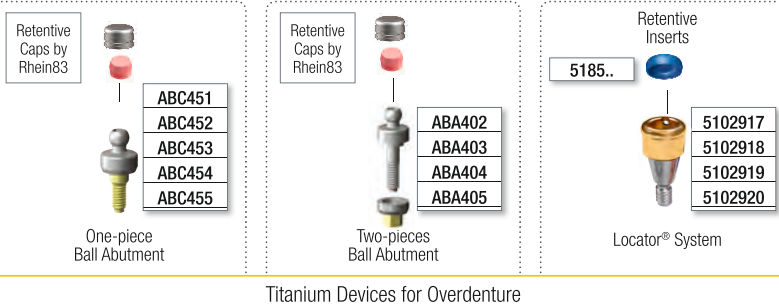 Retentive
Caps by
Rhein83
ABC451
ABC452
ABC453
ABC454
ABC455
One-piece
Ball Abutment
Retentive
Caps by
Rhein83
ABA402
ABA403
ABA404
ABA405
Two-pieces
Ball Abutment
Retentive
Inserts
5185..
5102917
5102918
5102919
5102920
Locator® System
Titanium Devices for Overdenture